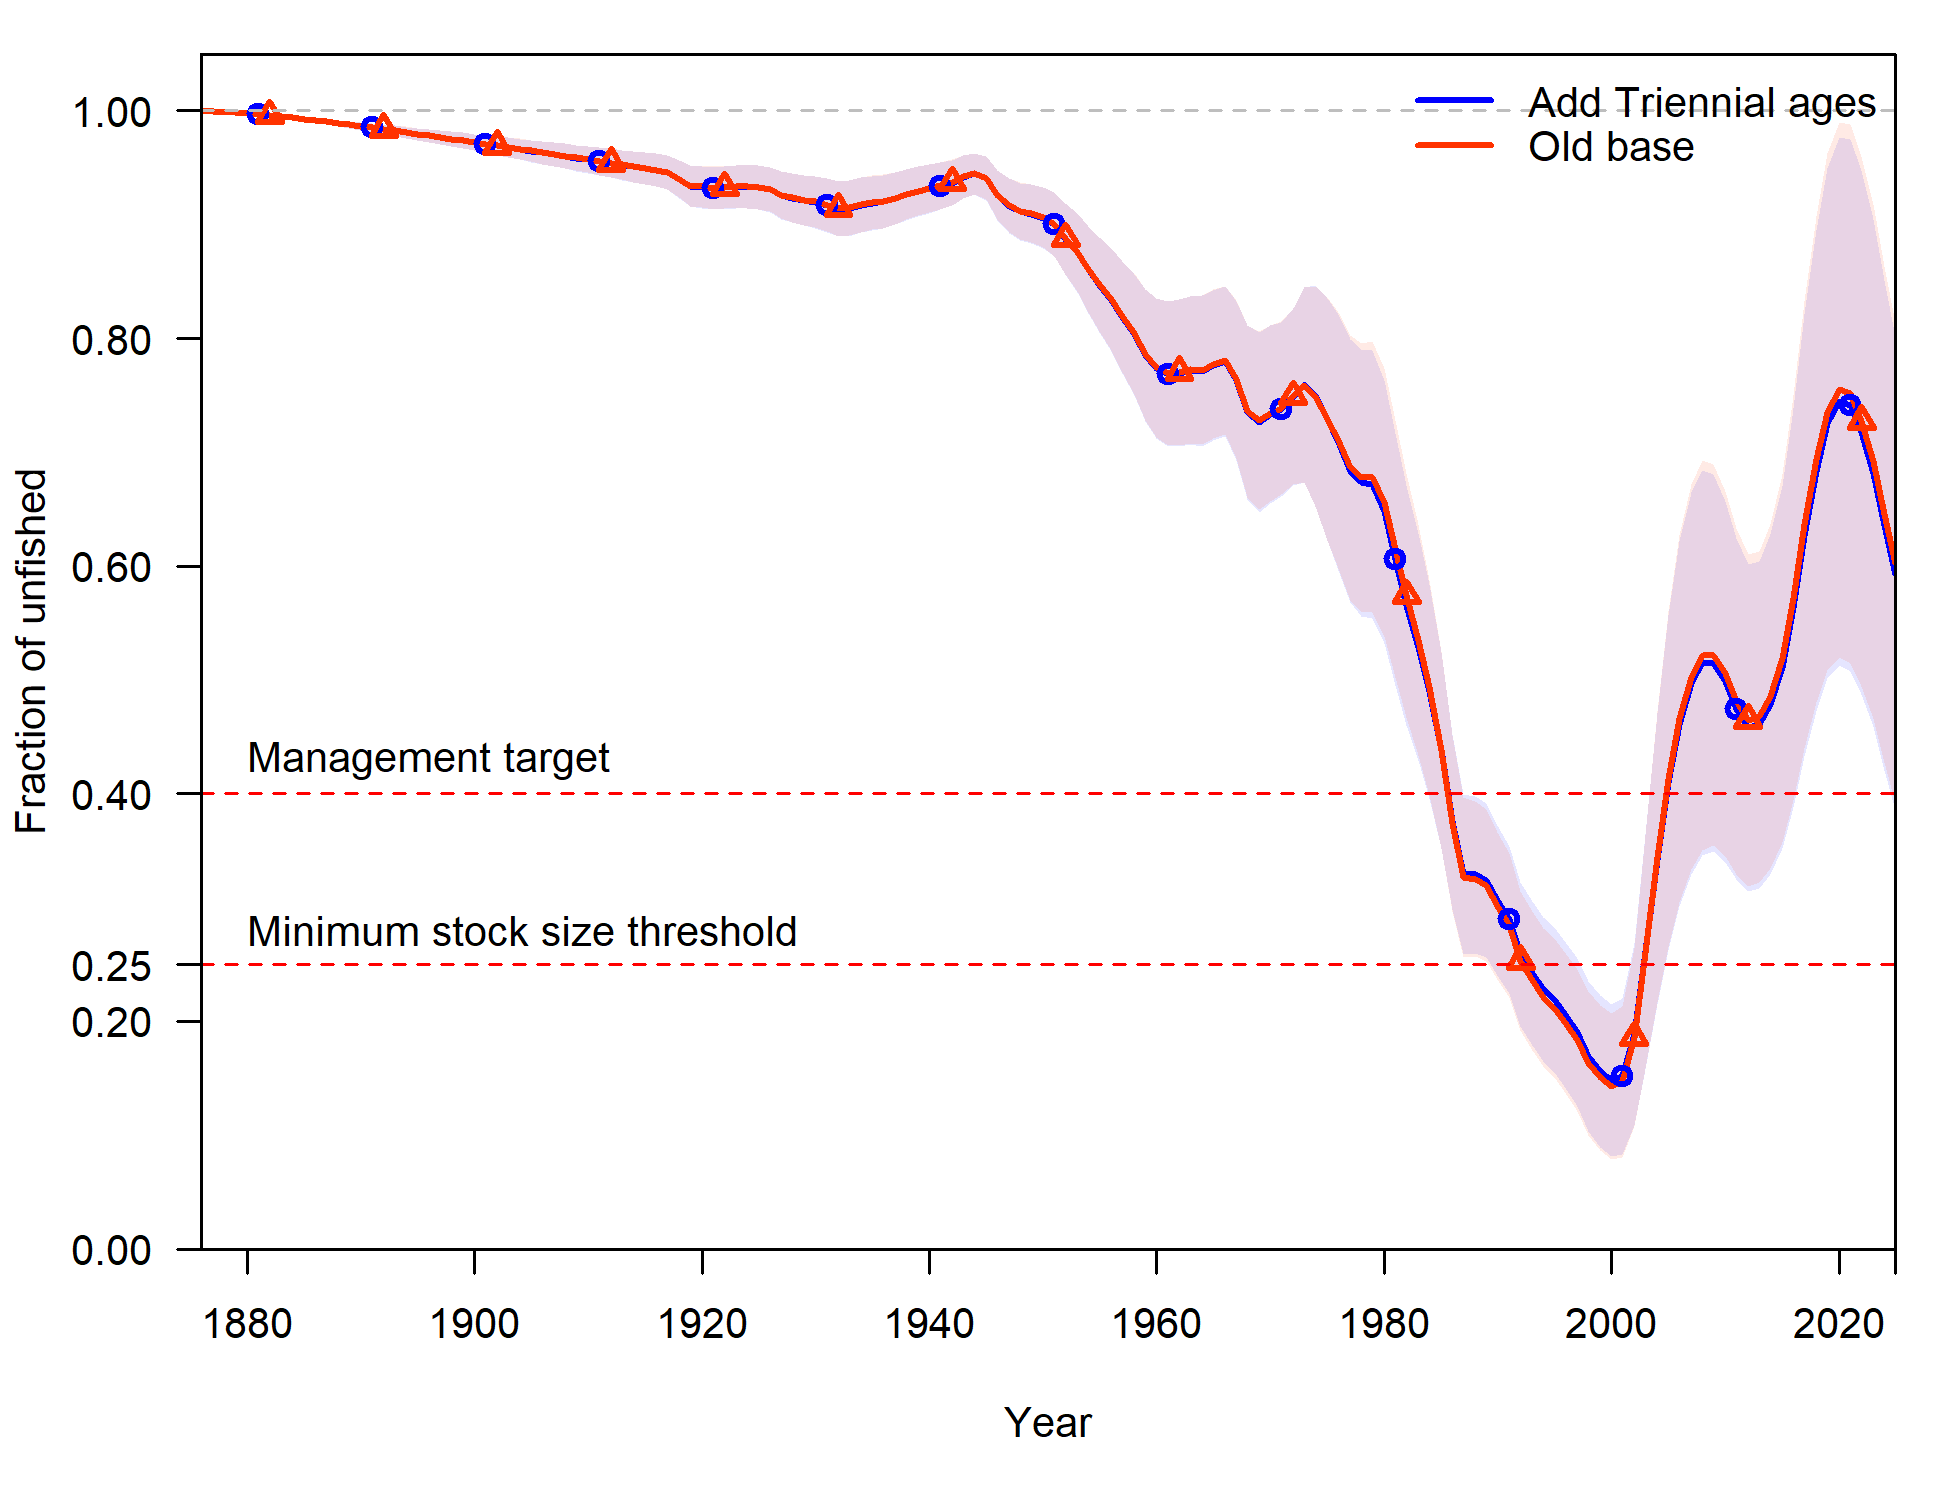 Add Triennial ages
Old base
1.00
0.80
0.60
0.40
0.25
0.20
0.00
Fraction of unfished
Management target
Minimum stock size threshold
1880 1900 1920 1940 1960 1980 2000 2020
Year